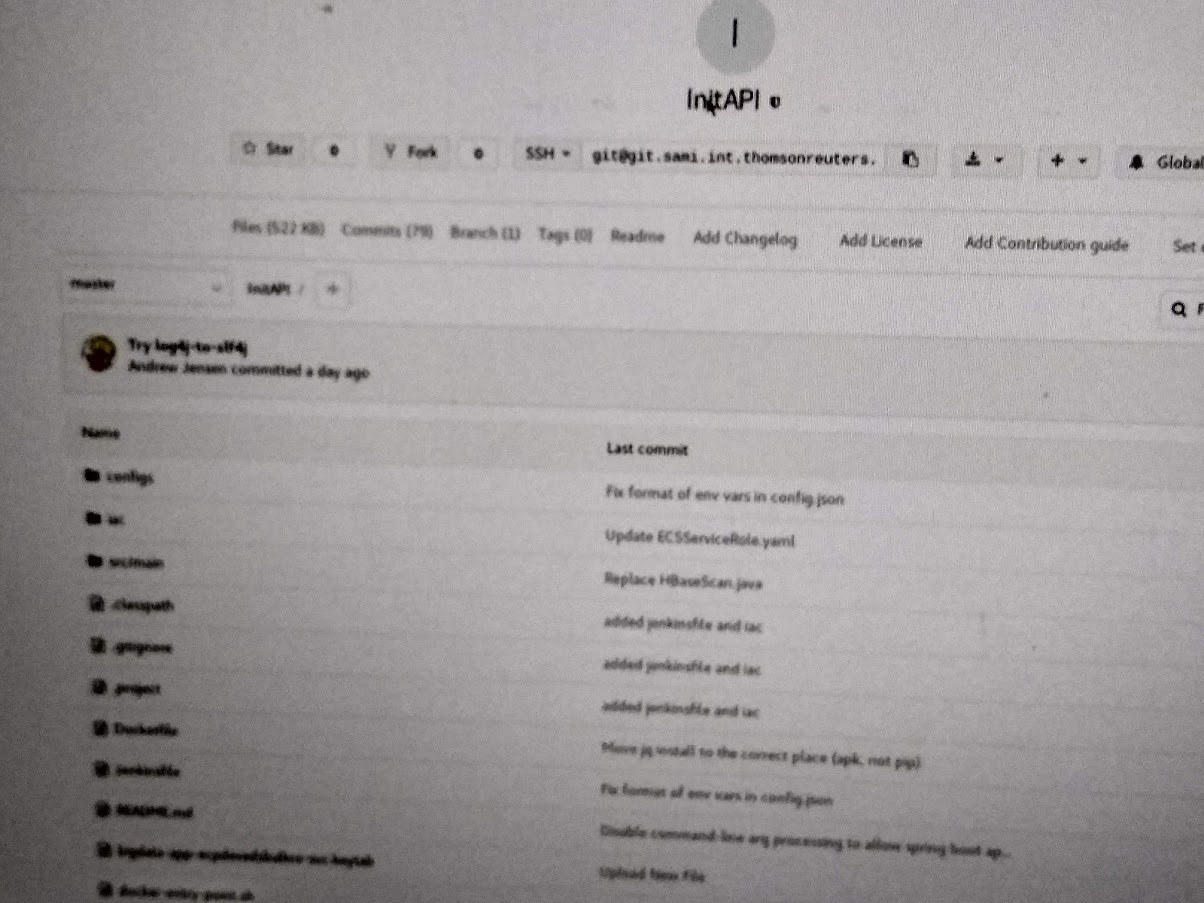 I
InitAPI
Star 0 Fork 0 SSH git@git.sami.int.thomsonreuters. Global
Files (522 KB) Commits (79) Branch (1) Tags (0) Readme Add Changelog Add License Add Contribution guide Set
master InitAPI / +
Try log4j-to-slf4j
Andrew Jensen committed a day ago
Name Last commit
configs Fix format of env vars in config.json
iac Update ECSServiceRole.yaml
src/main Replace HBaseScan.java
.classpath added jenkinsfile and iac
.gitignore added jenkinsfile and iac
.project added jenkinsfile and iac
Dockerfile Move jq install to the correct place (apk, not pip)
jenkinsfile Fix format of env vars in config.json
README.md Disable command-line arg processing to allow spring boot ap...
Upload New File
docker-entry-point.sh